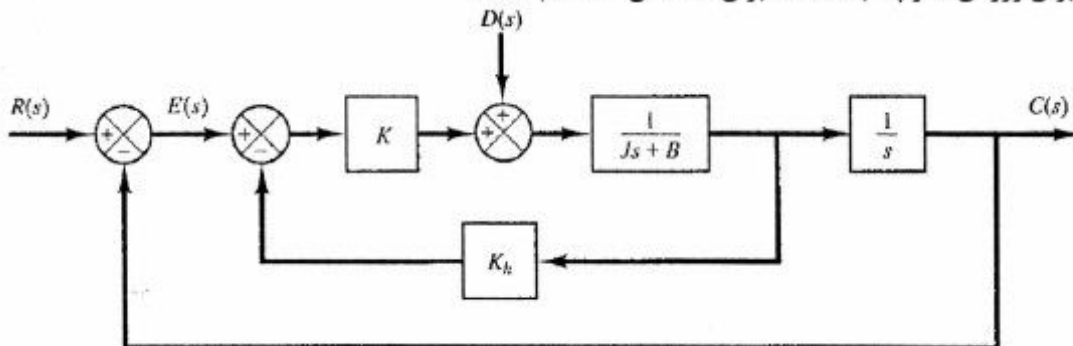 D(s)
R(s)
E(s)
K
1
Js + B
1
s
C(s)
+
−
+
−
+
+
K_h